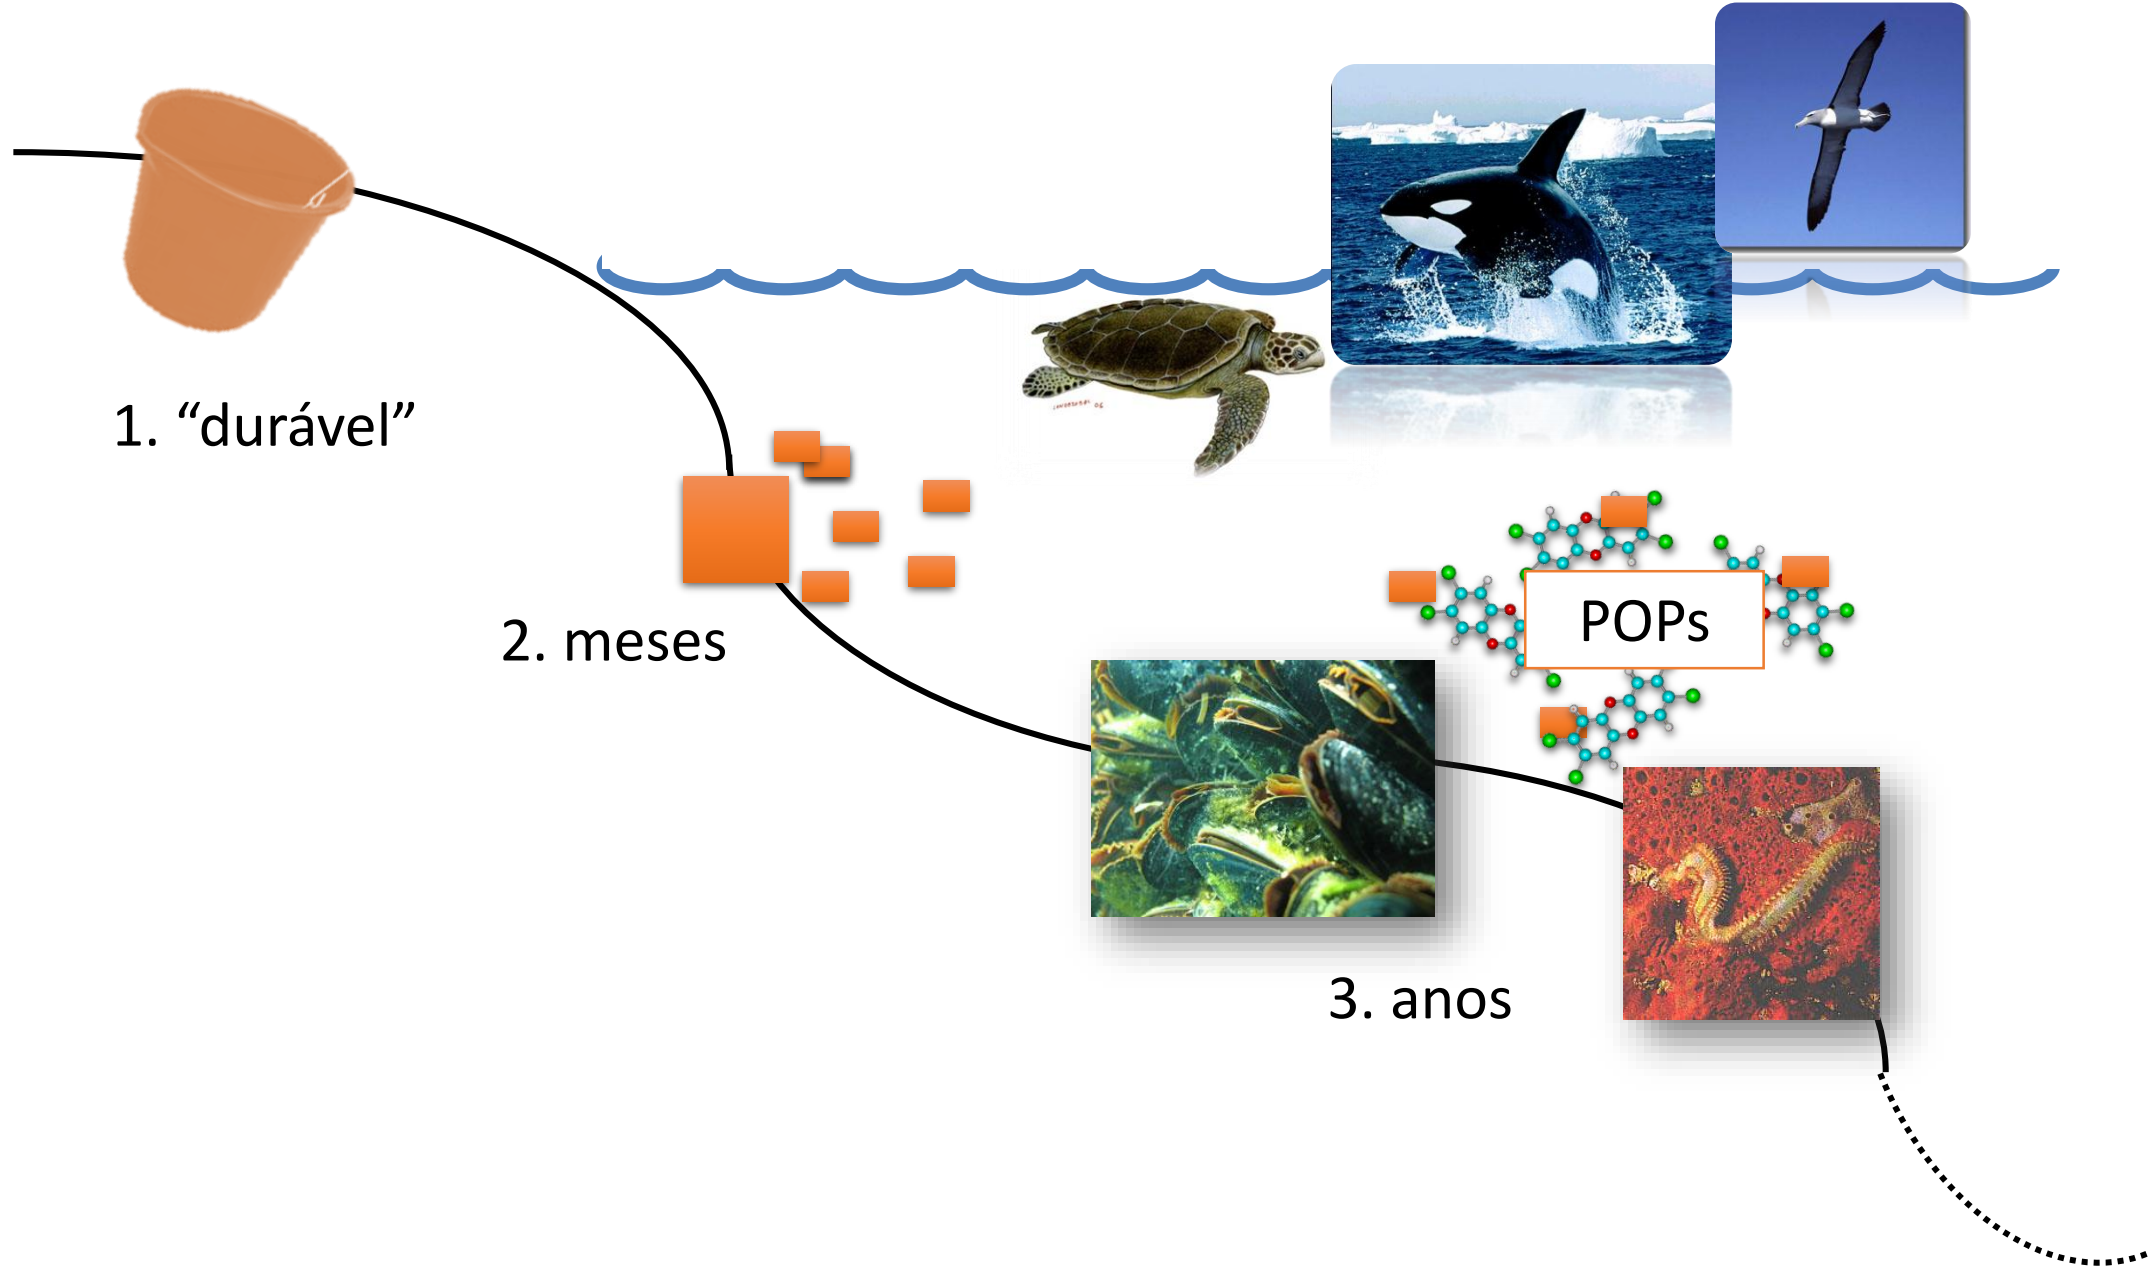 1. “durável”
2. meses
POPs
3. anos